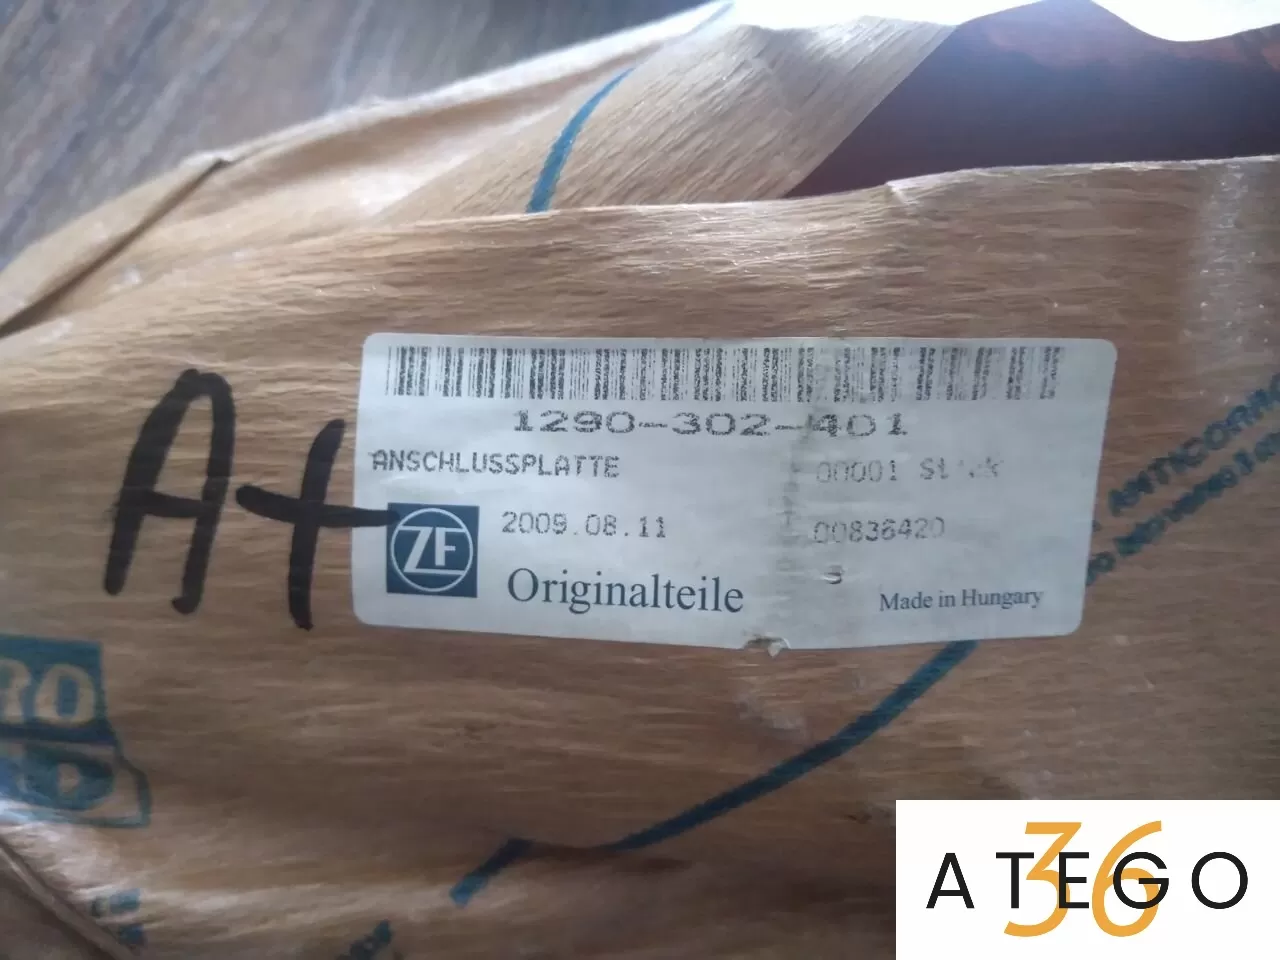 1290-302-401
ANSCHLUSSPLATTE
00001
A+
ZF
2009.08.11
00836420
Originalteile
Made in Hungary
ATEGO
36